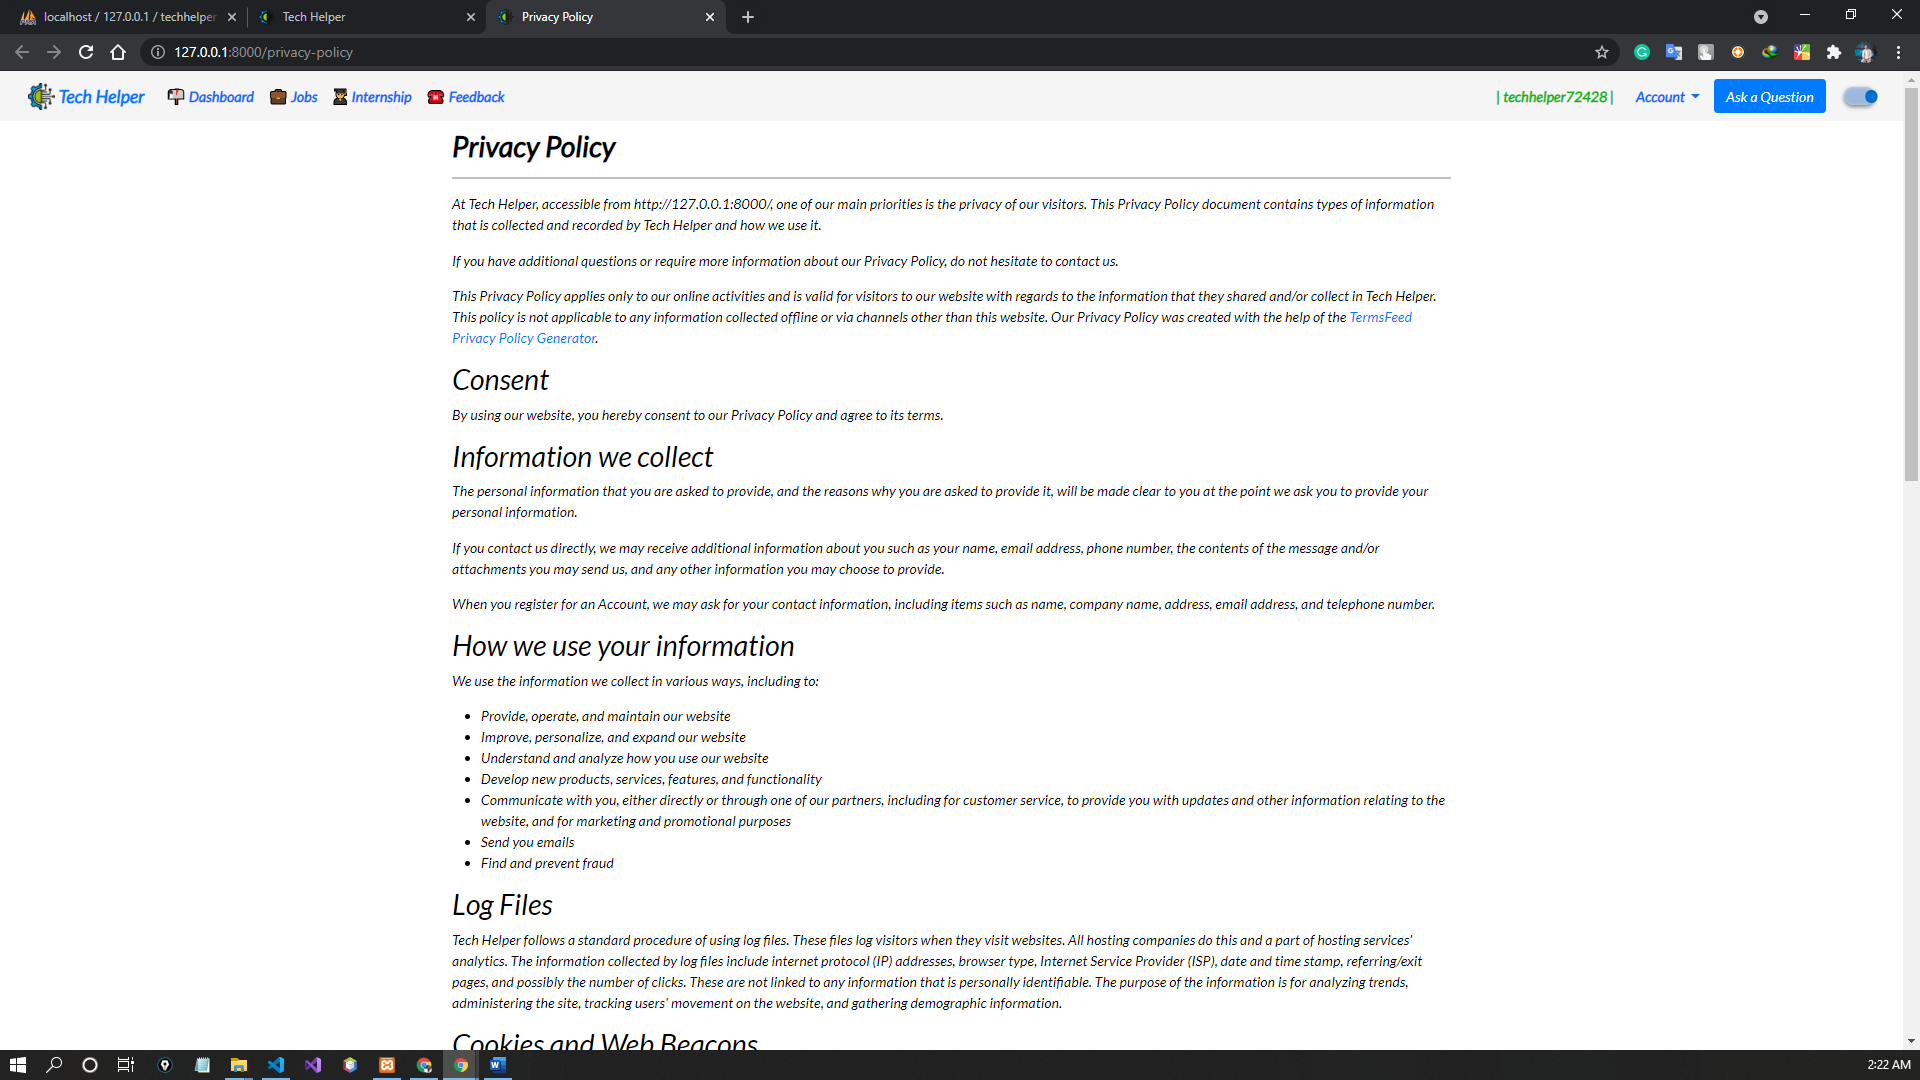 localhost / 127.0.0.1 / techhelper
Tech Helper
Privacy Policy
127.0.0.1:8000/privacy-policy
Tech Helper
Dashboard
Jobs
Internship
Feedback
| techhelper72428 |
Account
Ask a Question
Privacy Policy
At Tech Helper, accessible from http://127.0.0.1:8000/, one of our main priorities is the privacy of our visitors. This Privacy Policy document contains types of information
that is collected and recorded by Tech Helper and how we use it.
If you have additional questions or require more information about our Privacy Policy, do not hesitate to contact us.
This Privacy Policy applies only to our online activities and is valid for visitors to our website with regards to the information that they shared and/or collect in Tech Helper.
This policy is not applicable to any information collected offline or via channels other than this website. Our Privacy Policy was created with the help of the TermsFeed
Privacy Policy Generator.
Consent
By using our website, you hereby consent to our Privacy Policy and agree to its terms.
Information we collect
The personal information that you are asked to provide, and the reasons why you are asked to provide it, will be made clear to you at the point we ask you to provide your
personal information.
If you contact us directly, we may receive additional information about you such as your name, email address, phone number, the contents of the message and/or
attachments you may send us, and any other information you may choose to provide.
When you register for an Account, we may ask for your contact information, including items such as name, company name, address, email address, and telephone number.
How we use your information
We use the information we collect in various ways, including to:
Provide, operate, and maintain our website
Improve, personalize, and expand our website
Understand and analyze how you use our website
Develop new products, services, features, and functionality
Communicate with you, either directly or through one of our partners, including for customer service, to provide you with updates and other information relating to the
website, and for marketing and promotional purposes
Send you emails
Find and prevent fraud
Log Files
Tech Helper follows a standard procedure of using log files. These files log visitors when they visit websites. All hosting companies do this and a part of hosting services'
analytics. The information collected by log files include internet protocol (IP) addresses, browser type, Internet Service Provider (ISP), date and time stamp, referring/exit
pages, and possibly the number of clicks. These are not linked to any information that is personally identifiable. The purpose of the information is for analyzing trends,
administering the site, tracking users' movement on the website, and gathering demographic information.
Cookies and Web Beacons
2:22 AM